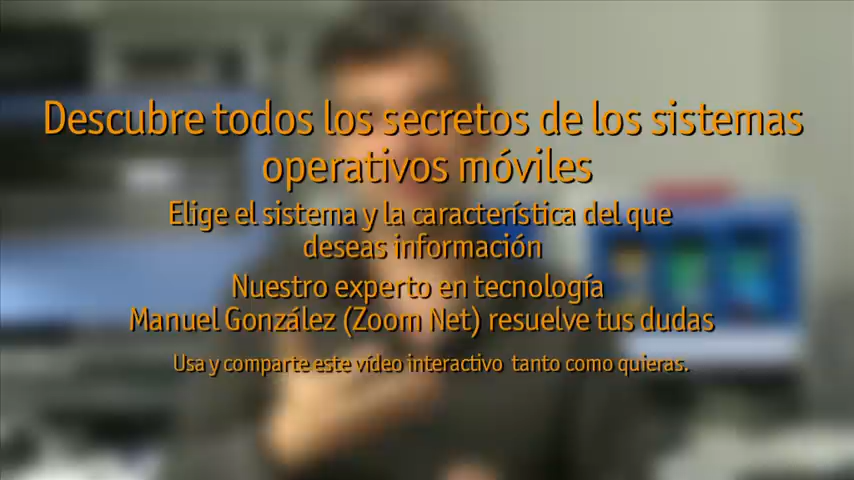 Descubre todos los secretos de los sistemas
operativos móviles
Elige el sistema y la característica del que
deseas información
Nuestro experto en tecnología
Manuel González (Zoom Net) resuelve tus dudas
Usa y comparte este vídeo interactivo tanto como quieras.